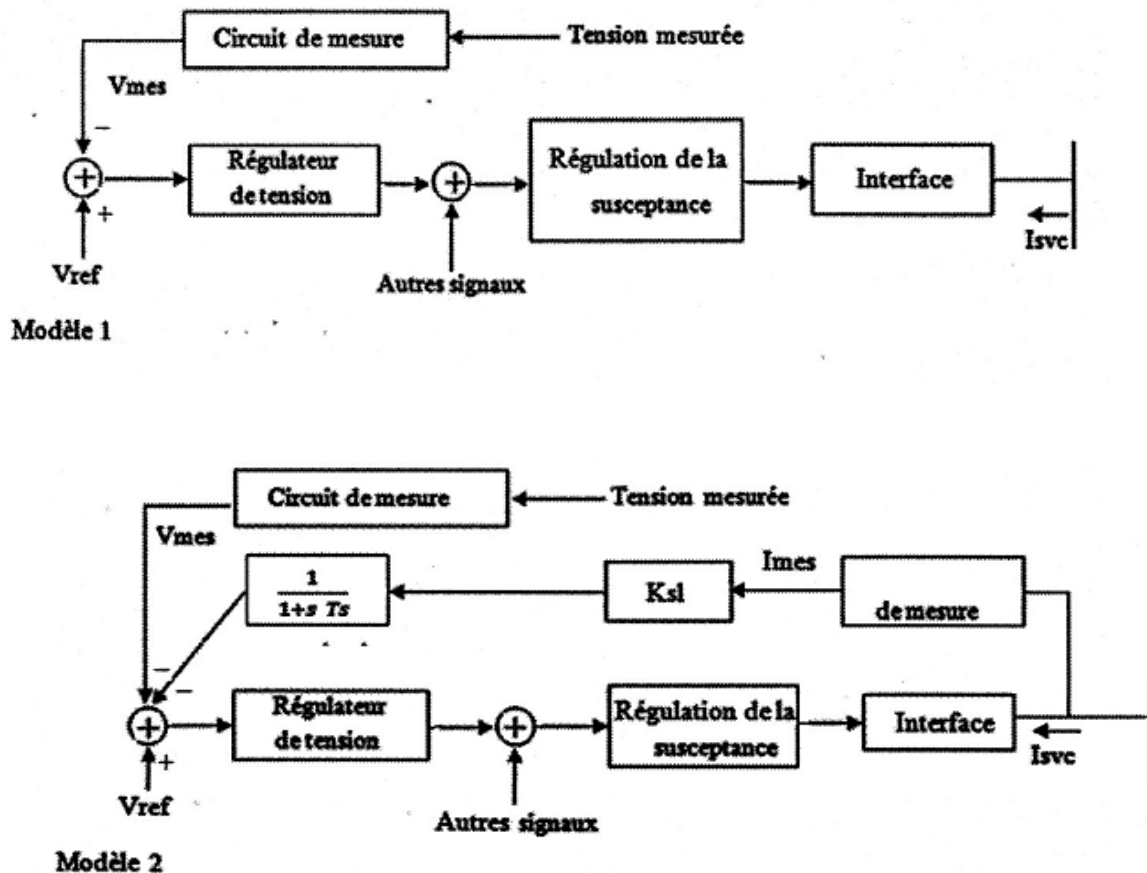 Circuit de mesure
Tension mesurée
Vmes
−
+
Régulateur
de tension
+
Régulation de la
susceptance
Interface
+
Isvc
Vref
Autres signaux
Modèle 1
Circuit de mesure
Tension mesurée
Vmes
1
1+s Ts
Ksl
Imes
de mesure
−
−
+
Régulateur
de tension
+
Régulation de la
susceptance
Interface
+
Isvc
Vref
Autres signaux
Modèle 2